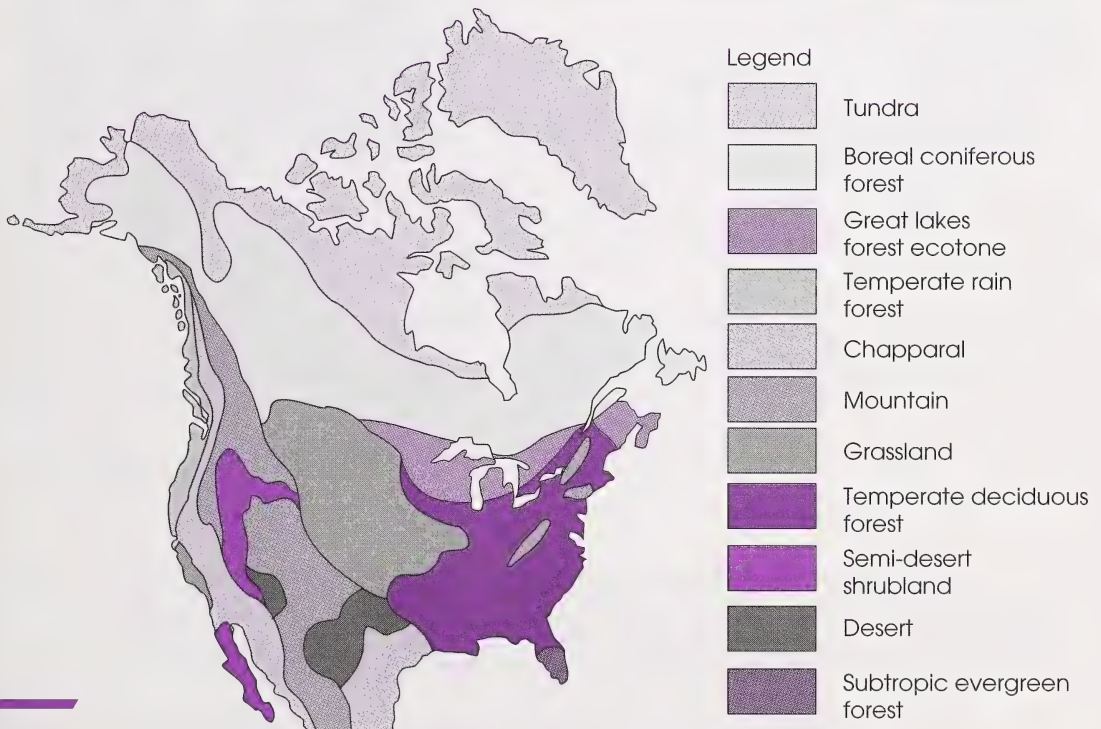 Legend
Tundra
Boreal coniferous
forest
Great lakes
forest ecotone
Temperate rain
forest
Chapparal
Mountain
Grassland
Temperate deciduous
forest
Semi-desert
shrubland
Desert
Subtropic evergreen
forest